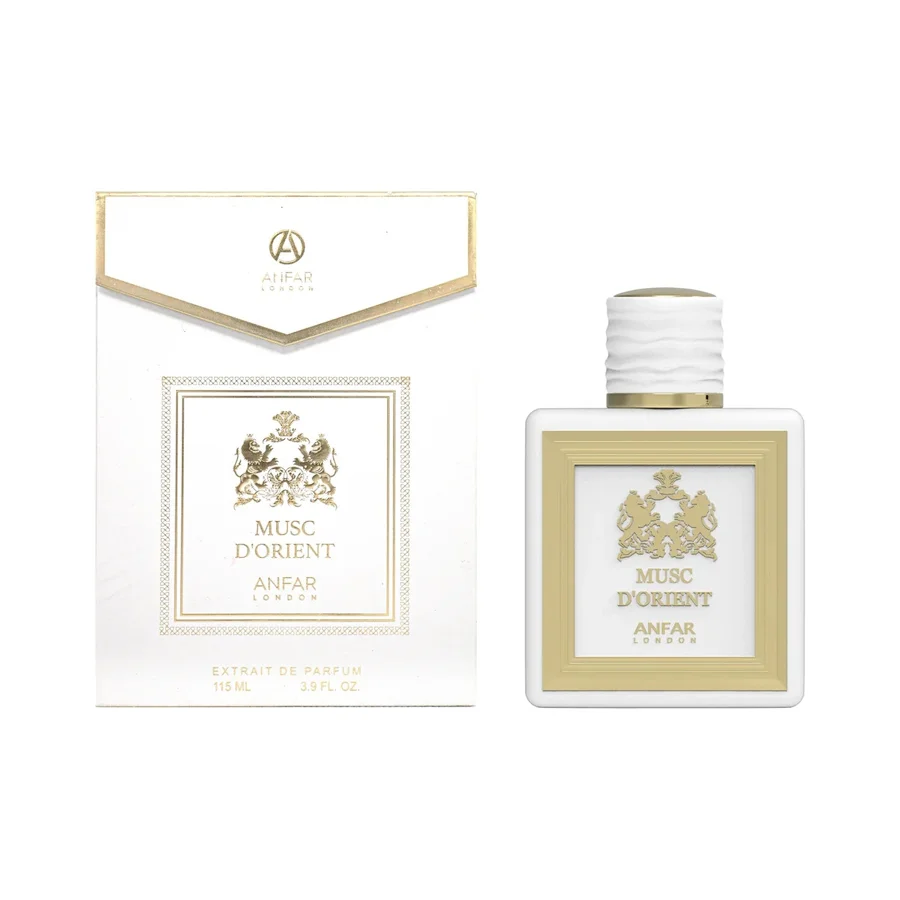 ANFAR
LONDON
MUSC
D'ORIENT
ANFAR
LONDON
EXTRAIT DE PARFUM
115 ML 3.9 FL. OZ.
MUSC
D'ORIENT
ANFAR
LONDON